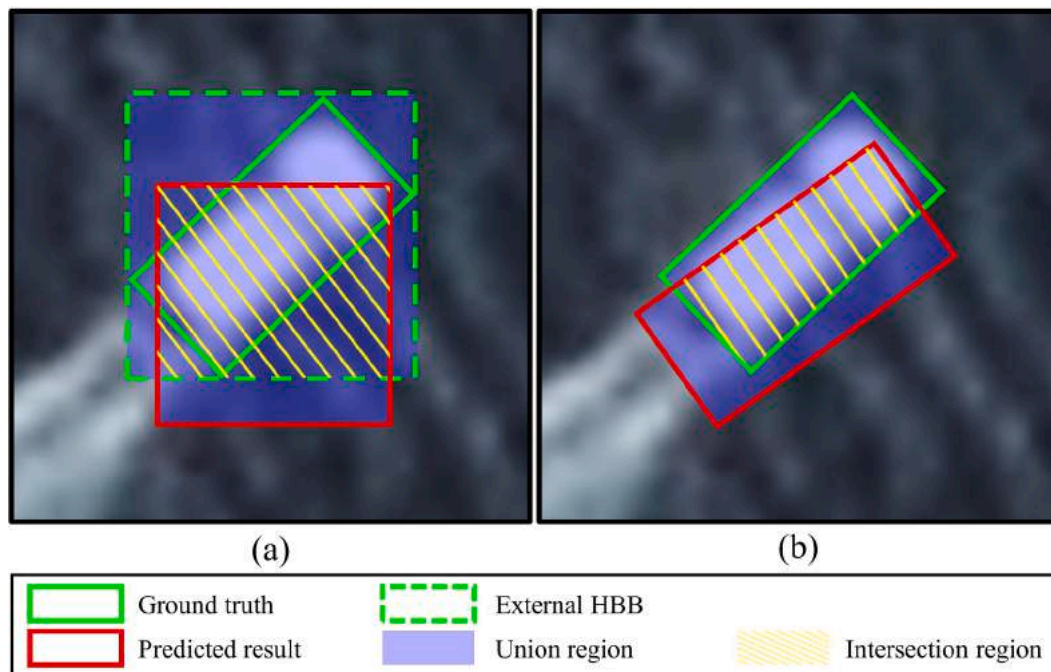 (a)
(b)
Ground truth
External HBB
Predicted result
Union region
Intersection region